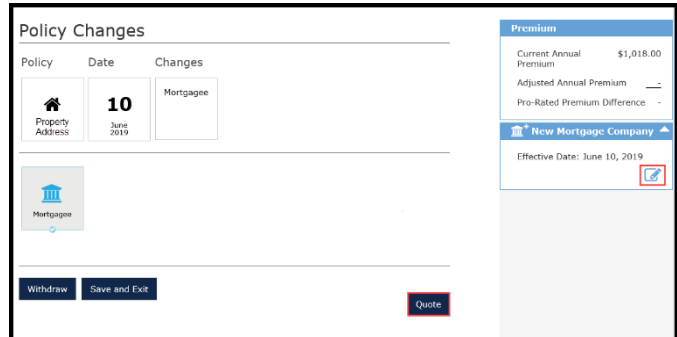 Policy Changes
Policy Date Changes
Property
Address
10
June
2019
Mortgagee
Mortgagee
Withdraw Save and Exit
Quote
Premium
Current Annual $1,018.00
Premium
Adjusted Annual Premium -
Pro-Rated Premium Difference -
New Mortgage Company
Effective Date: June 10, 2019